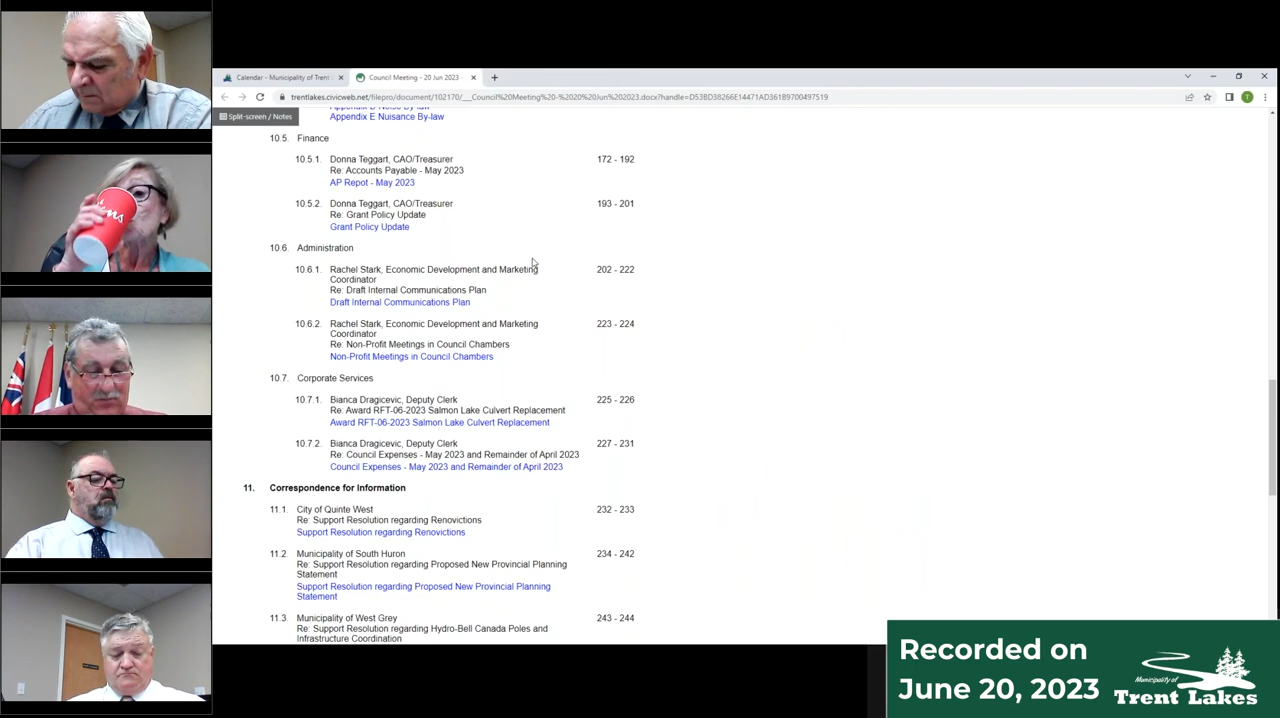 Calendar - Municipality of Trent
Council Meeting - 20 Jun 2023 -
trentlakes.civicweb.net/filepro/document/102170/___Council%20Meeting%20-%2020%20Jun%202023.docx?handle=D53BD38266E14471AD361B9700497519
T
Split-screen / Notes
Appendix D Noise By-law
Appendix E Nuisance By-law
10.5. Finance
10.5.1. Donna Teggart, CAO/Treasurer 172 - 192
Re: Accounts Payable - May 2023
AP Repot - May 2023
10.5.2. Donna Teggart, CAO/Treasurer 193 - 201
Re: Grant Policy Update
Grant Policy Update
10.6. Administration
10.6.1. Rachel Stark, Economic Development and Marketing 202 - 222
Coordinator
Re: Draft Internal Communications Plan
Draft Internal Communications Plan
10.6.2. Rachel Stark, Economic Development and Marketing 223 - 224
Coordinator
Re: Non-Profit Meetings in Council Chambers
Non-Profit Meetings in Council Chambers
10.7. Corporate Services
10.7.1. Bianca Dragicevic, Deputy Clerk 225 - 226
Re: Award RFT-06-2023 Salmon Lake Culvert Replacement
Award RFT-06-2023 Salmon Lake Culvert Replacement
10.7.2. Bianca Dragicevic, Deputy Clerk 227 - 231
Re: Council Expenses - May 2023 and Remainder of April 2023
Council Expenses - May 2023 and Remainder of April 2023
11. Correspondence for Information
11.1. City of Quinte West 232 - 233
Re: Support Resolution regarding Renovictions
Support Resolution regarding Renovictions
11.2. Municipality of South Huron 234 - 242
Re: Support Resolution regarding Proposed New Provincial Planning
Statement
Support Resolution regarding Proposed New Provincial Planning
Statement
11.3. Municipality of West Grey 243 - 244
Re: Support Resolution regarding Hydro-Bell Canada Poles and
Infrastructure Coordination
Recorded on
June 20, 2023
Municipality of
Trent Lakes